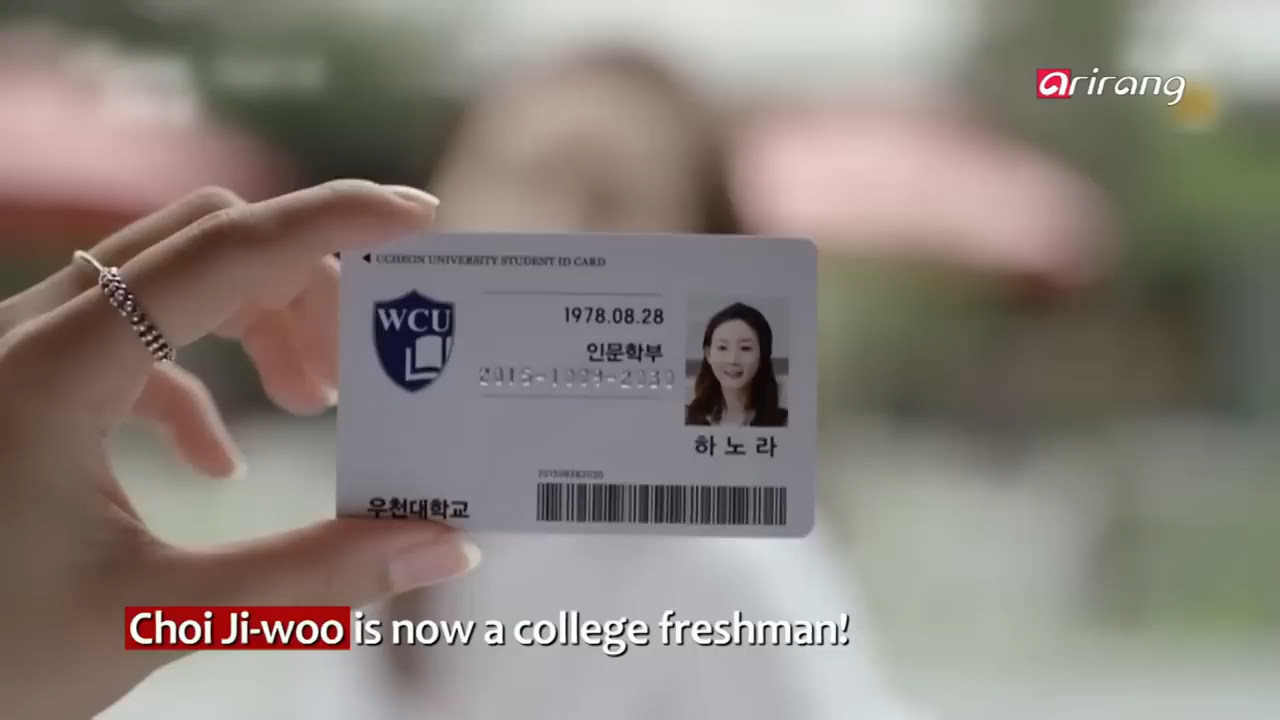 arirang
UCHEON UNIVERSITY STUDENT ID CARD
WCU
1978.08.28
인문학부
하노라
우천대학교
Choi Ji-woo is now a college freshman!